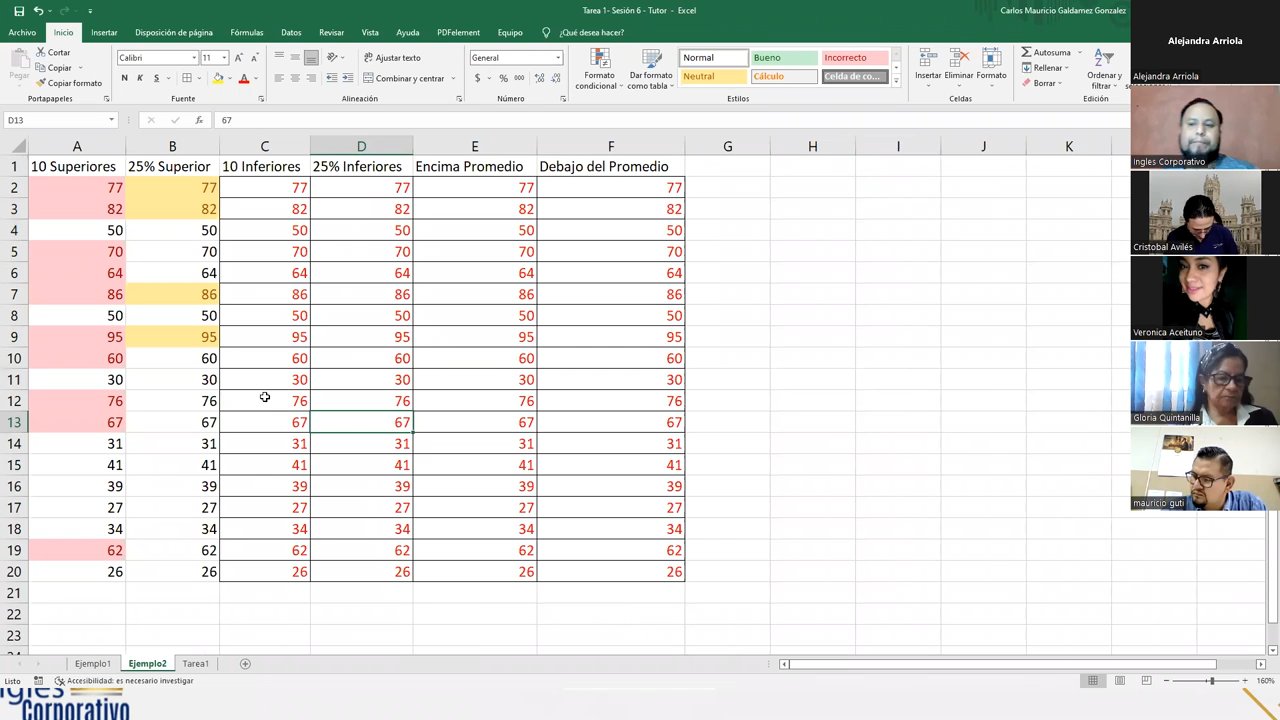 Tarea 1- Sesión 6 - Tutor - Excel
Carlos Mauricio Galdamez Gonzalez
Archivo Inicio Insertar Disposición de página Fórmulas Datos Revisar Vista Ayuda PDFelement Equipo ¿Qué desea hacer?
Pegar
Cortar
Copiar
Copiar formato
Portapapeles
Calibri 11
N K S
Fuente
Ajustar texto
Combinar y centrar
Alineación
General
$ % 000
Número
Formato condicional
Dar formato como tabla
Normal Bueno Incorrecto
Neutral Cálculo Celda de co...
Estilos
Insertar Eliminar Formato
Celdas
Autosuma
Rellenar
Borrar
Ordenar y filtrar
Edición
D13 fx 67
A B C D E F G H I J K
1 10 Superiores 25% Superior 10 Inferiores 25% Inferiores Encima Promedio Debajo del Promedio
2 77 77 77 77 77 77
3 82 82 82 82 82 82
4 50 50 50 50 50 50
5 70 70 70 70 70 70
6 64 64 64 64 64 64
7 86 86 86 86 86 86
8 50 50 50 50 50 50
9 95 95 95 95 95 95
10 60 60 60 60 60 60
11 30 30 30 30 30 30
12 76 76 76 76 76 76
13 67 67 67 67 67 67
14 31 31 31 31 31 31
15 41 41 41 41 41 41
16 39 39 39 39 39 39
17 27 27 27 27 27 27
18 34 34 34 34 34 34
19 62 62 62 62 62 62
20 26 26 26 26 26 26
21
22
23
Ejemplo1 Ejemplo2 Tarea1
Listo Accesibilidad: es necesario investigar
160%
Ingles
Corporativo
Alejandra Arriola
Alejandra Arriola
Ingles Corporativo
Cristobal Avilés
Veronica Aceituno
Gloria Quintanilla
mauricio guti